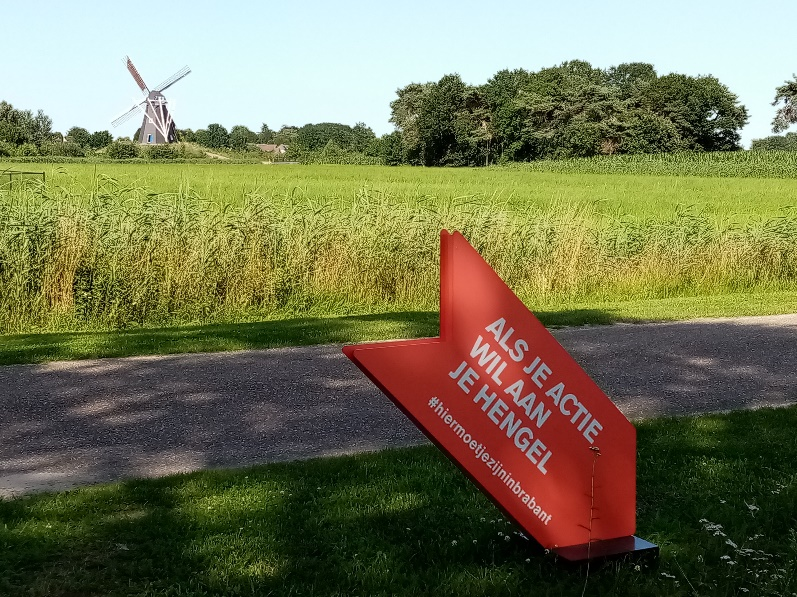 ALS JE ACTIE
WIL AAN
JE HENGEL
#hiermoetjezijninbrabant